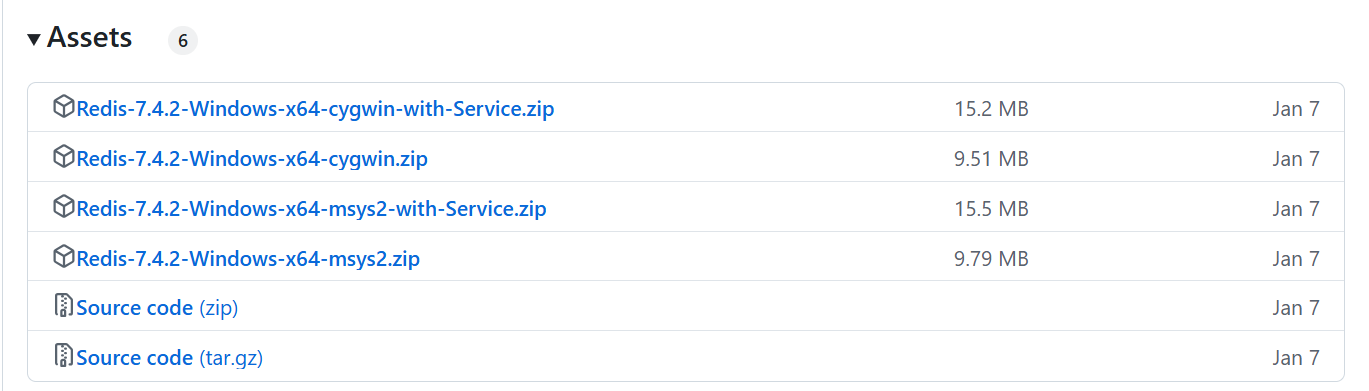 Assets 6
Redis-7.4.2-Windows-x64-cygwin-with-Service.zip 15.2 MB Jan 7
Redis-7.4.2-Windows-x64-cygwin.zip 9.51 MB Jan 7
Redis-7.4.2-Windows-x64-msys2-with-Service.zip 15.5 MB Jan 7
Redis-7.4.2-Windows-x64-msys2.zip 9.79 MB Jan 7
Source code (zip) Jan 7
Source code (tar.gz) Jan 7